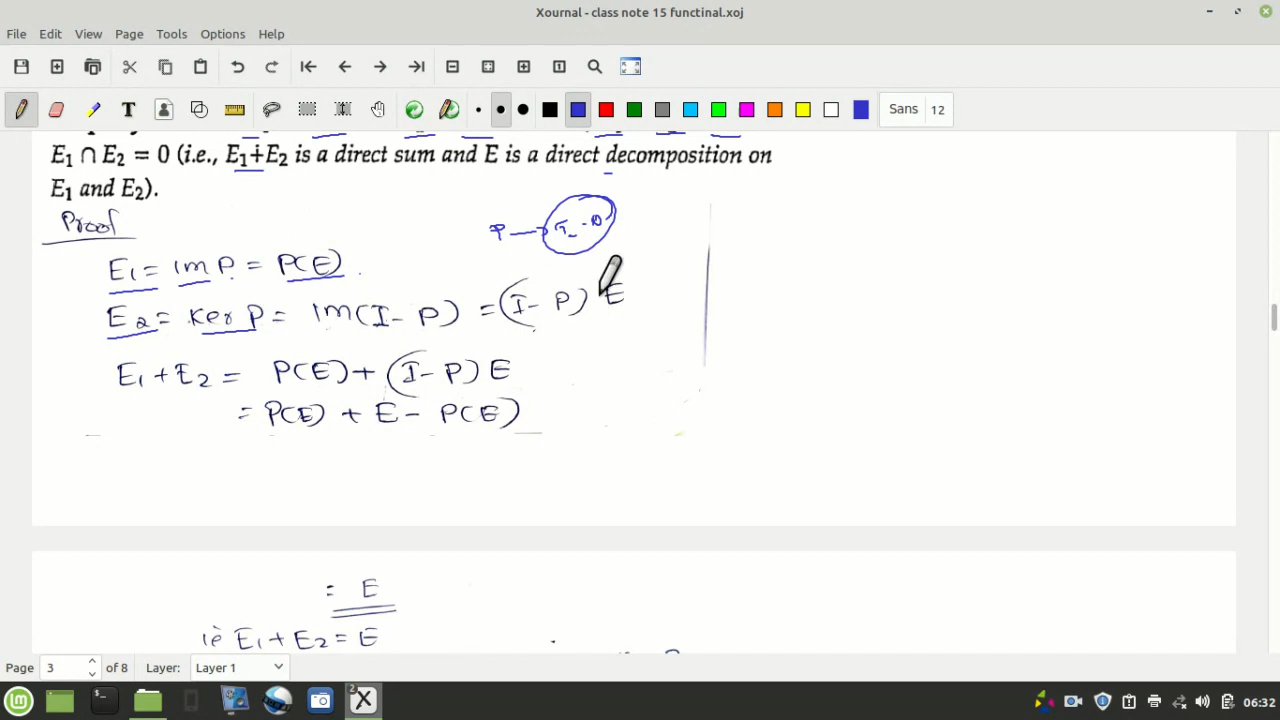 Xournal - class note 15 functinal.xoj
File Edit View Page Tools Options Help
Sans 12
E₁ ∩ E₂ = 0 (i.e., E₁+E₂ is a direct sum and E is a direct decomposition on
E₁ and E₂).
Proof
P → I - P
E₁ = Im P = P(E).
E₂ = Ker P = Im(I - P) = (I - P) E
E₁ + E₂ = P(E) + (I - P) E
= P(E) + E - P(E)
= E
ie E₁ + E₂ = E
Page 3 of 8 Layer: Layer 1
2
06:32